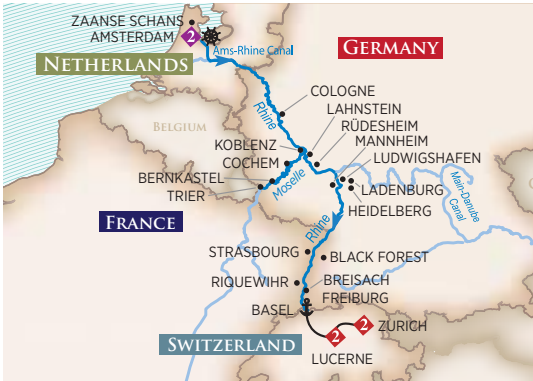 ZAANSE SCHANS
AMSTERDAM
2
Ams-Rhine Canal
GERMANY
NETHERLANDS
COLOGNE
Rhine
LAHNSTEIN
BELGIUM
RÜDESHEIM
KOBLENZ
MANNHEIM
COCHEM
LUDWIGSHAFEN
BERNKASTEL
Moselle
LADENBURG
Main-Danube
Canal
TRIER
HEIDELBERG
FRANCE
Rhine
STRASBOURG
BLACK FOREST
RIQUEWIHR
BREISACH
FREIBURG
BASEL
2
2
ZÜRICH
SWITZERLAND
LUCERNE